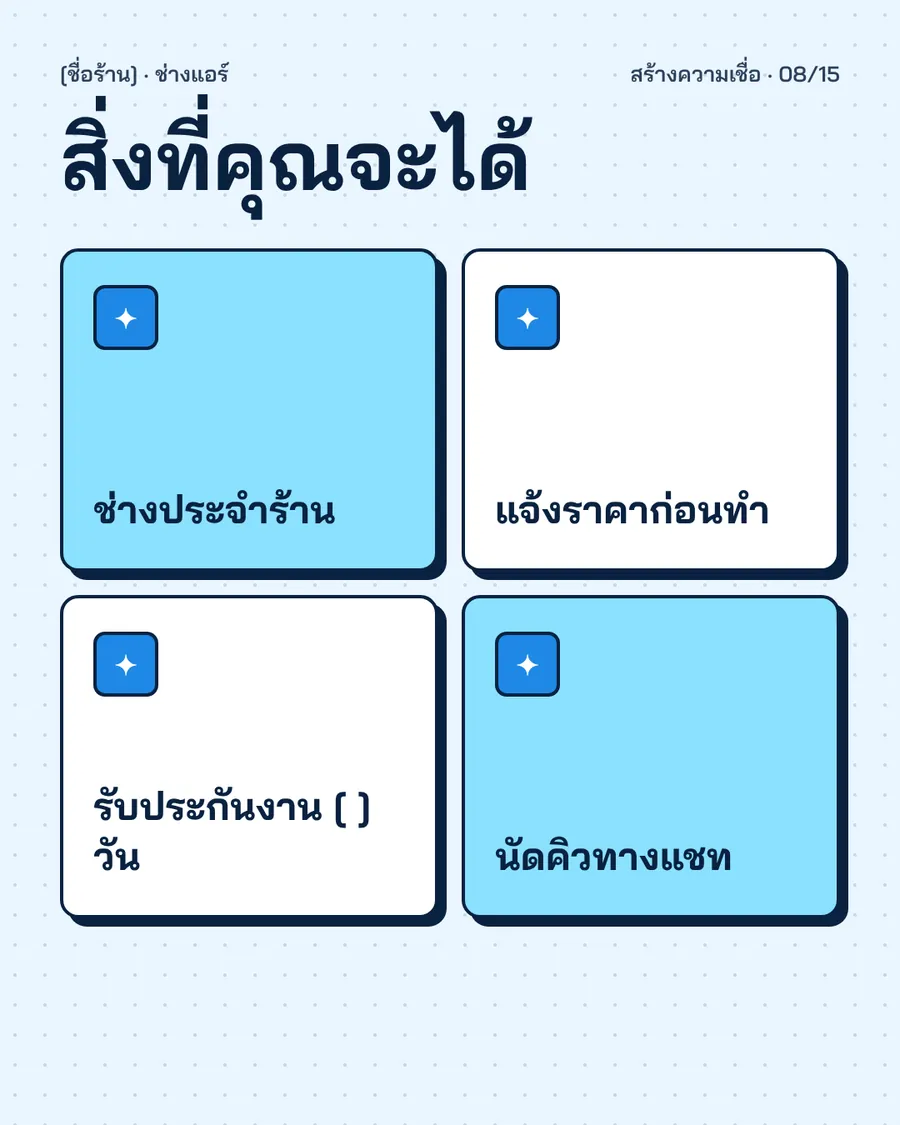 [ชื่อร้าน] · ช่างแอร์
สร้างความเชื่อ · 08/15
สิ่งที่คุณจะได้
ช่างประจำร้าน
แจ้งราคาก่อนทำ
รับประกันงาน [ ]
วัน
นัดคิวทางแชท